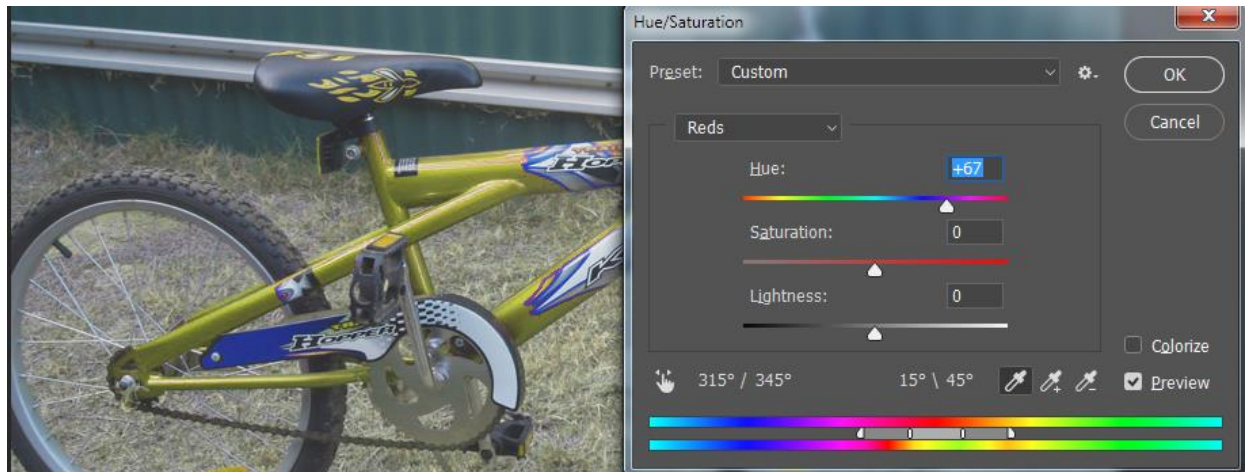 Hue/Saturation
Preset: Custom
OK
Cancel
Reds
Hue: +67
Saturation: 0
Lightness: 0
Colorize
315° / 345°
15° \ 45°
Preview
HOPPER